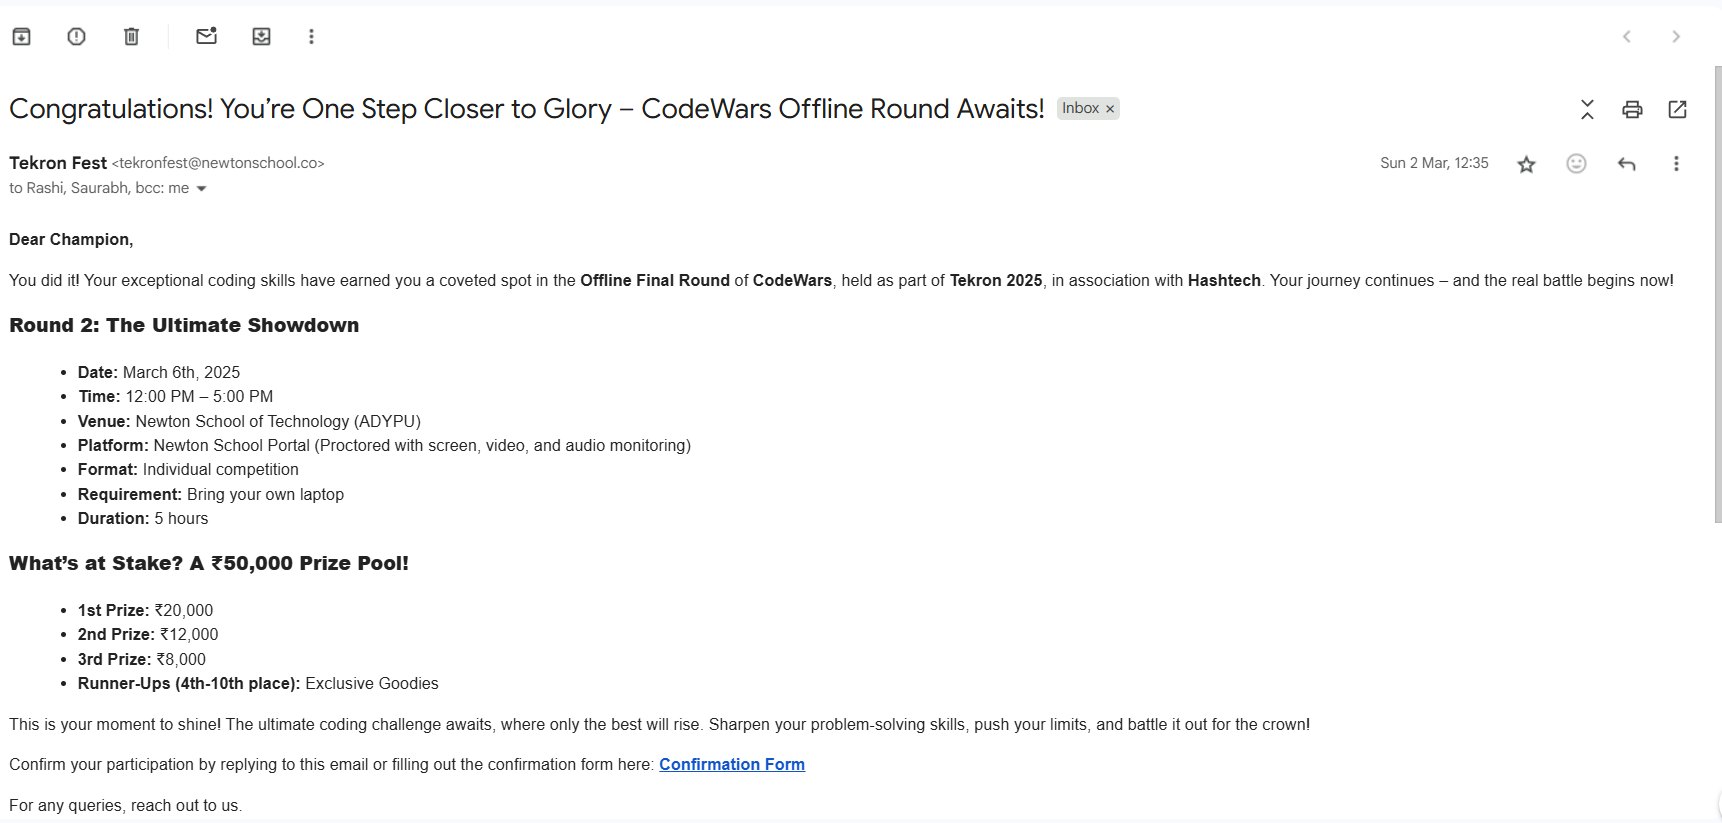 Congratulations! You’re One Step Closer to Glory – CodeWars Offline Round Awaits! Inbox ×
Tekron Fest <tekronfest@newtonschool.co> Sun 2 Mar, 12:35
to Rashi, Saurabh, bcc: me
Dear Champion,
You did it! Your exceptional coding skills have earned you a coveted spot in the Offline Final Round of CodeWars, held as part of Tekron 2025, in association with Hashtech. Your journey continues – and the real battle begins now!
Round 2: The Ultimate Showdown
• Date: March 6th, 2025
• Time: 12:00 PM – 5:00 PM
• Venue: Newton School of Technology (ADYPU)
• Platform: Newton School Portal (Proctored with screen, video, and audio monitoring)
• Format: Individual competition
• Requirement: Bring your own laptop
• Duration: 5 hours
What’s at Stake? A ₹50,000 Prize Pool!
• 1st Prize: ₹20,000
• 2nd Prize: ₹12,000
• 3rd Prize: ₹8,000
• Runner-Ups (4th-10th place): Exclusive Goodies
This is your moment to shine! The ultimate coding challenge awaits, where only the best will rise. Sharpen your problem-solving skills, push your limits, and battle it out for the crown!
Confirm your participation by replying to this email or filling out the confirmation form here: Confirmation Form
For any queries, reach out to us.